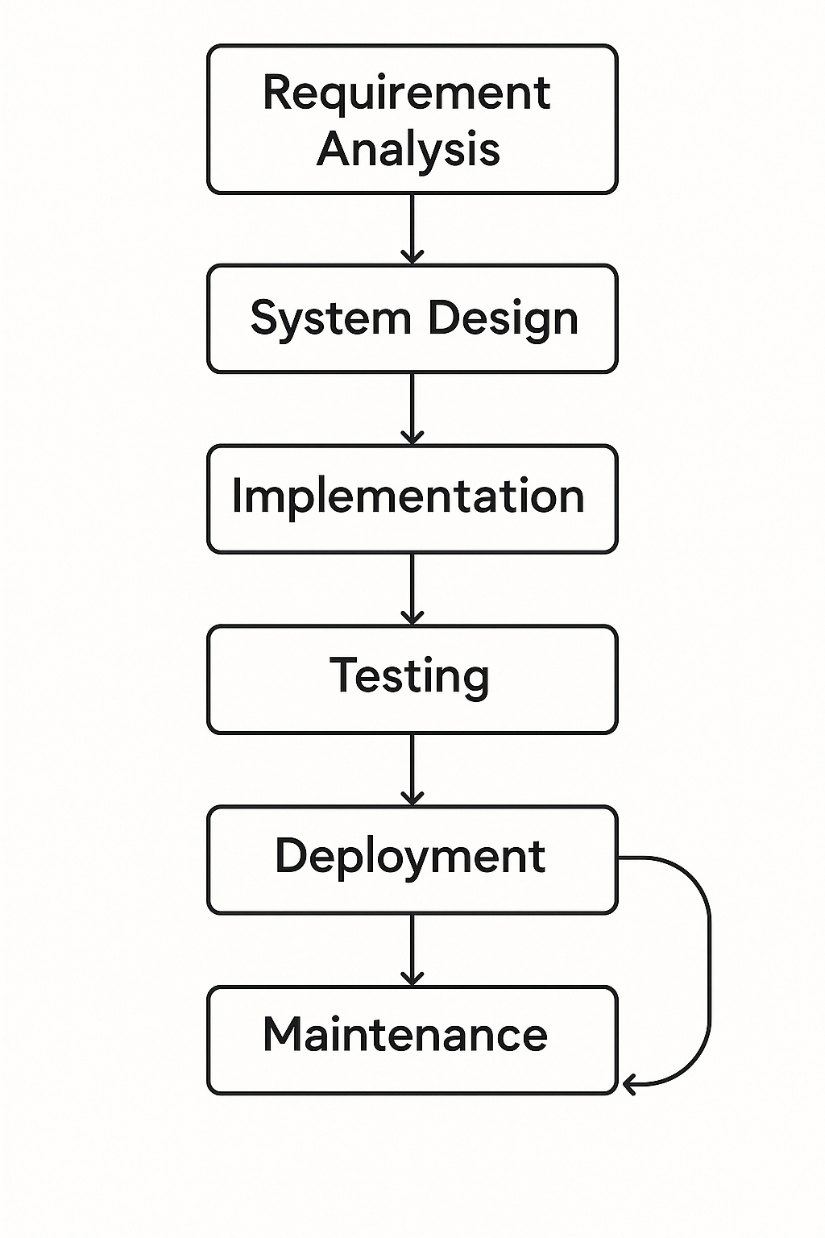 Requirement
Analysis
System Design
Implementation
Testing
Deployment
Maintenance